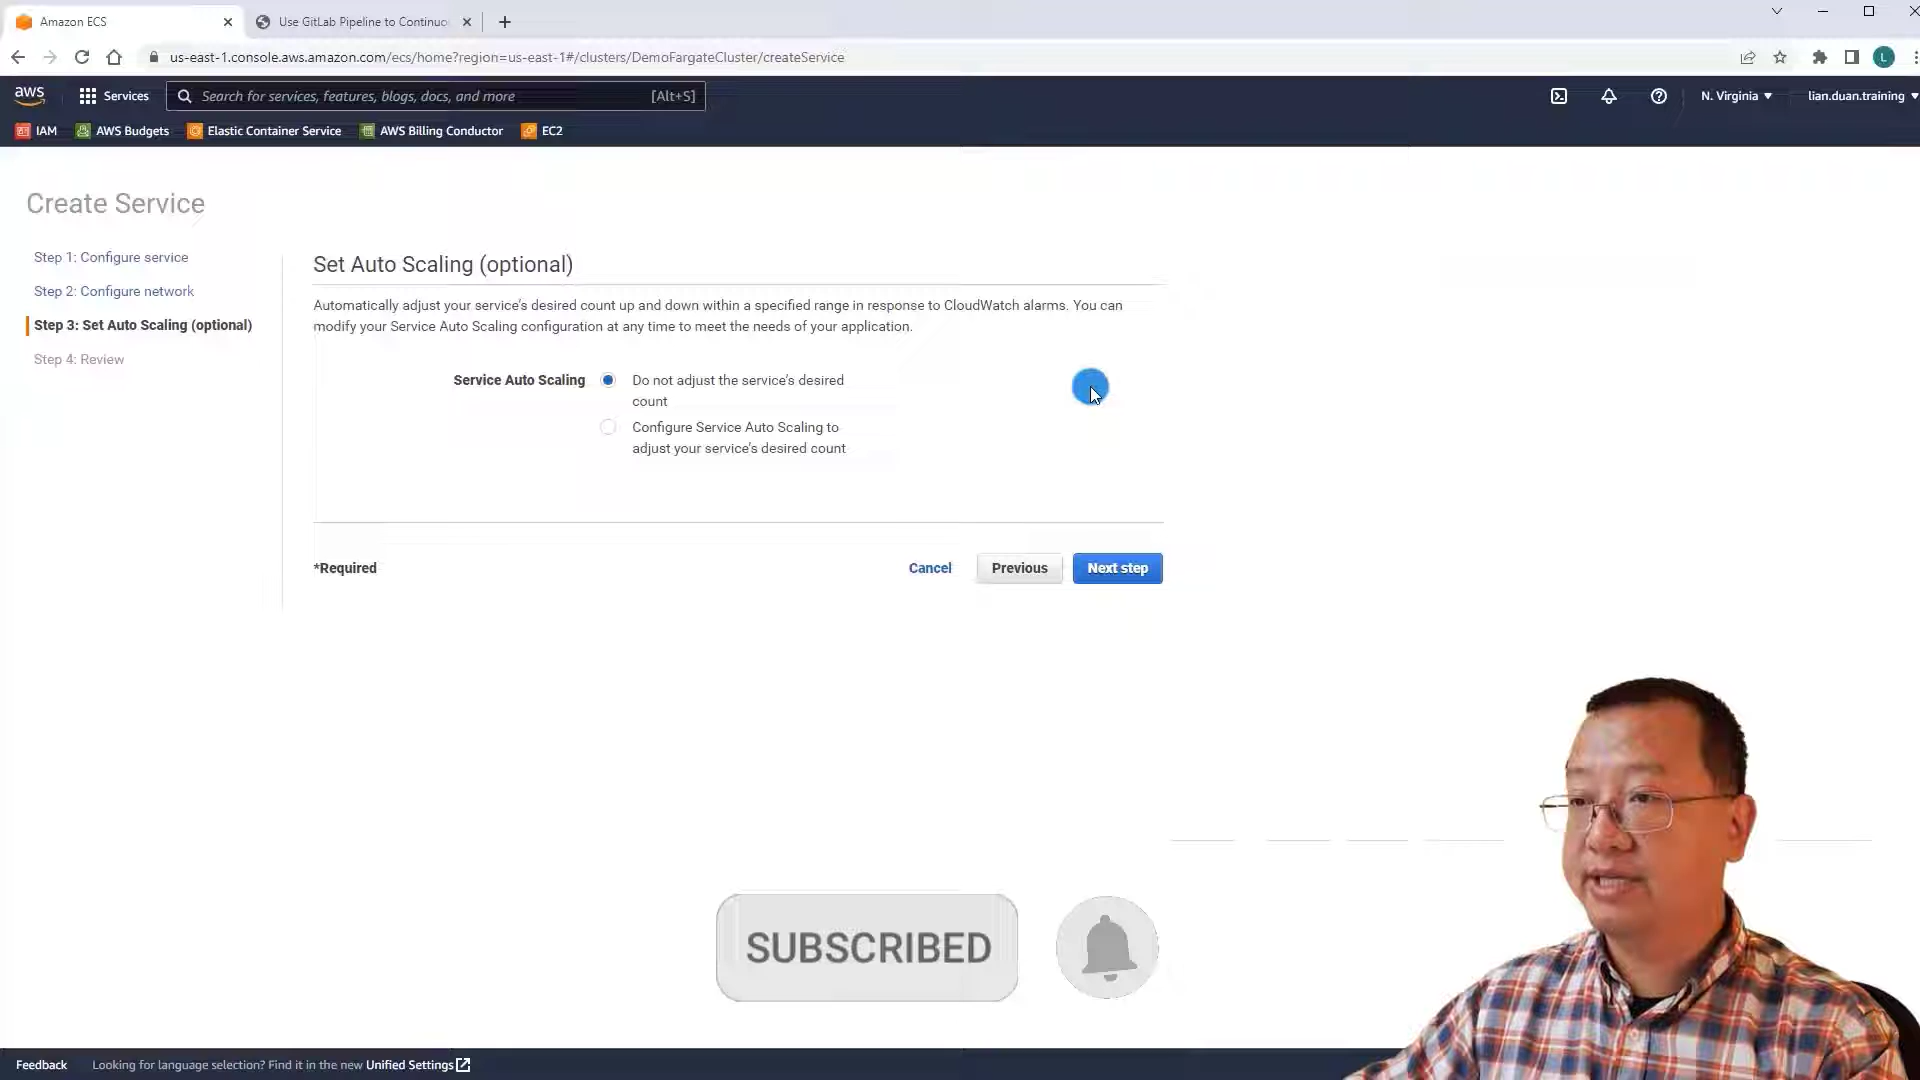 Amazon ECS
Use GitLab Pipeline to Continuo
us-east-1.console.aws.amazon.com/ecs/home?region=us-east-1#/clusters/DemoFargateCluster/createService
L
aws
Services
Search for services, features, blogs, docs, and more
[Alt+S]
N. Virginia
lian.duan.training
IAM
AWS Budgets
Elastic Container Service
AWS Billing Conductor
EC2
Create Service
Step 1: Configure service
Step 2: Configure network
Step 3: Set Auto Scaling (optional)
Step 4: Review
Set Auto Scaling (optional)
Automatically adjust your service's desired count up and down within a specified range in response to CloudWatch alarms. You can
modify your Service Auto Scaling configuration at any time to meet the needs of your application.
Service Auto Scaling
Do not adjust the service's desired
count
Configure Service Auto Scaling to
adjust your service's desired count
*Required
Cancel
Previous
Next step
SUBSCRIBED
Feedback
Looking for language selection? Find it in the new Unified Settings